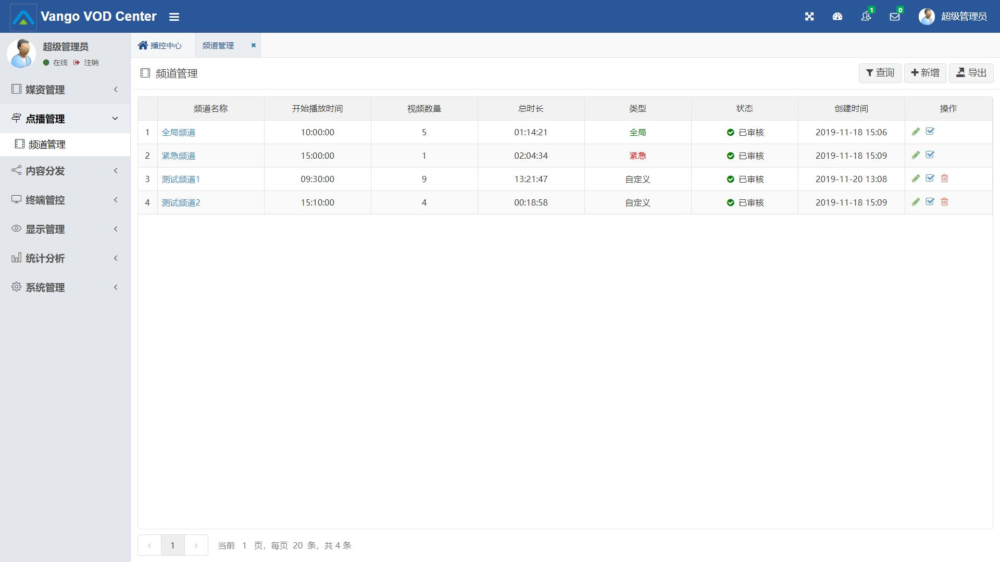 Vango VOD Center
1
0
超级管理员
超级管理员
在线 注销
媒资管理
点播管理
频道管理
内容分发
终端管控
显示管理
统计分析
系统管理
播控中心 频道管理
频道管理
查询 新增 导出
频道名称 开始播放时间 视频数量 总时长 类型 状态 创建时间 操作
1 全局频道 10:00:00 5 01:14:21 全局 已审核 2019-11-18 15:06
2 紧急频道 15:00:00 1 02:04:34 紧急 已审核 2019-11-18 15:09
3 测试频道1 09:30:00 9 13:21:47 自定义 已审核 2019-11-20 13:08
4 测试频道2 15:10:00 4 00:18:58 自定义 已审核 2019-11-18 15:09
1 当前 1 页，每页 20 条，共 4 条